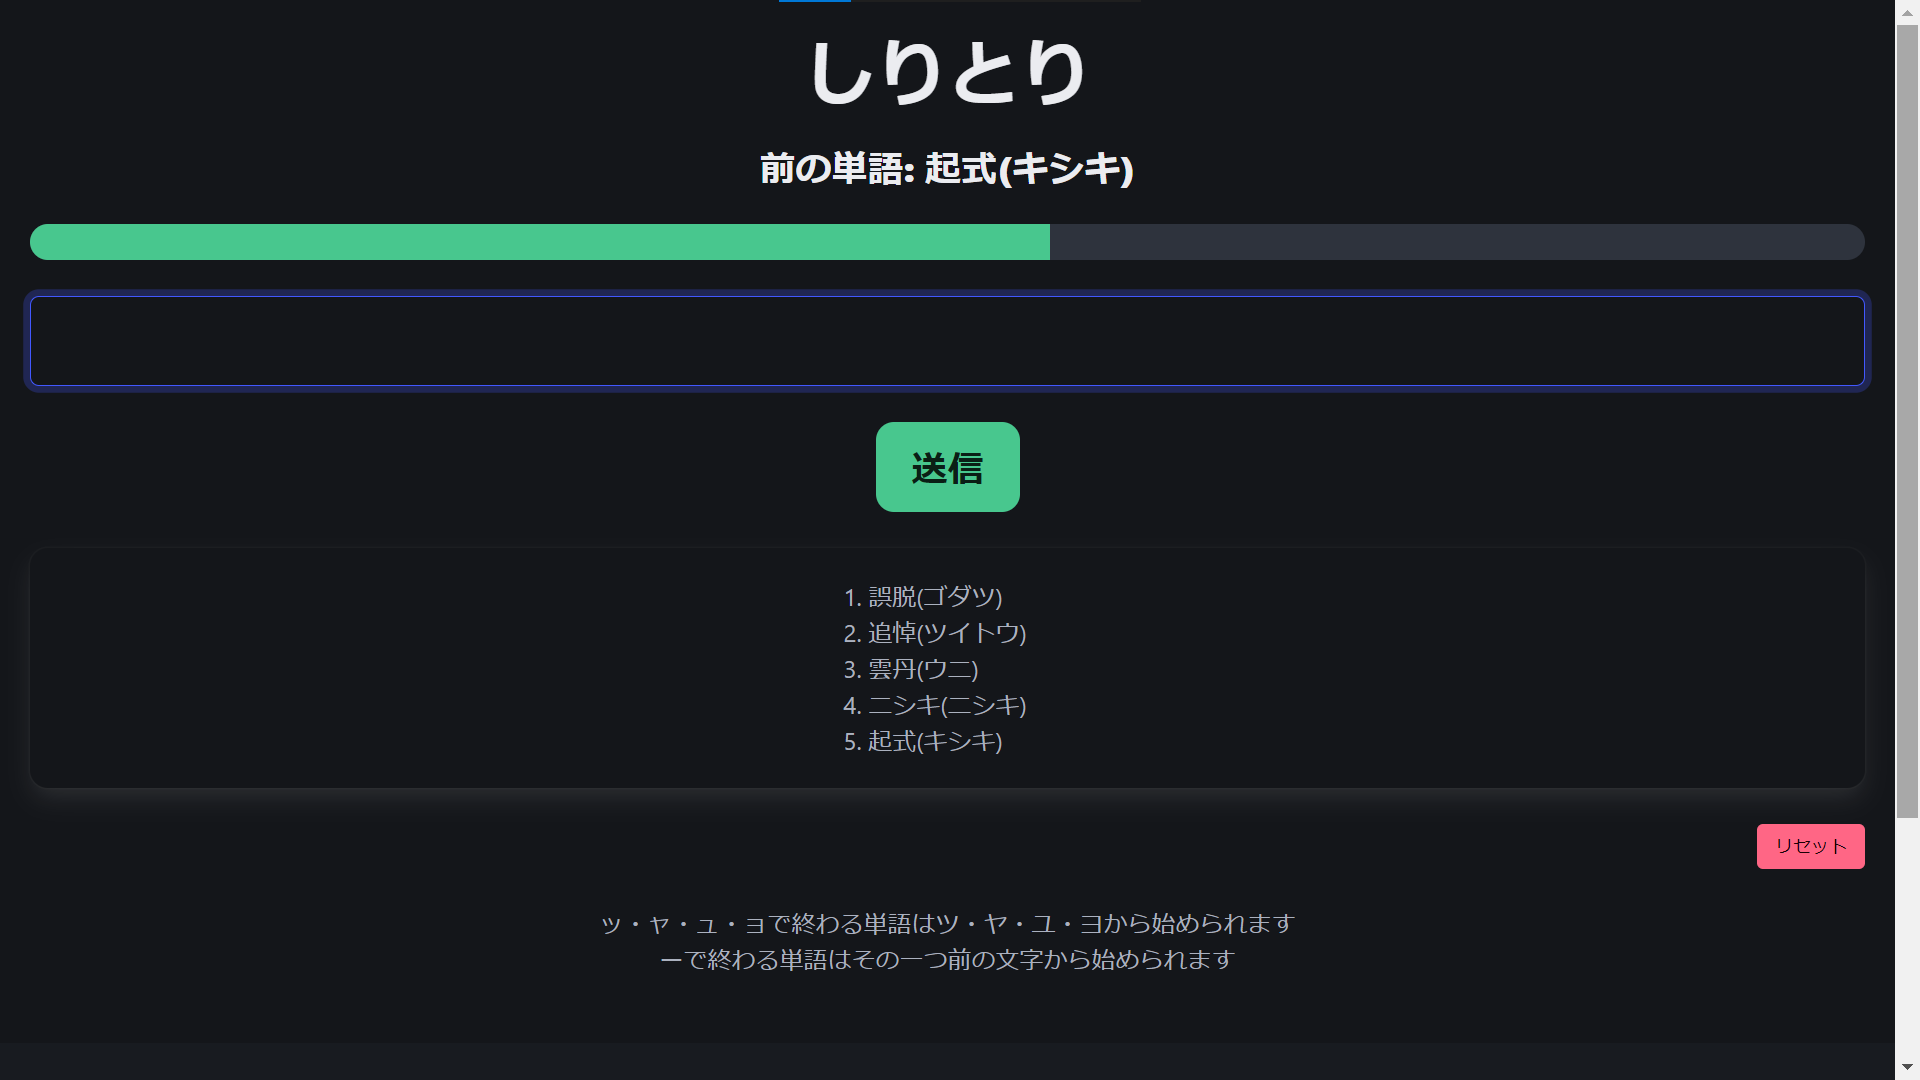 しりとり
前の単語: 起式(キシキ)
送信
1. 誤脱(ゴダツ)
2. 追悼(ツイトウ)
3. 雲丹(ウニ)
4. ニシキ(ニシキ)
5. 起式(キシキ)
リセット
ッ・ャ・ュ・ョで終わる単語はツ・ヤ・ユ・ヨから始められます
ーで終わる単語はその一つ前の文字から始められます